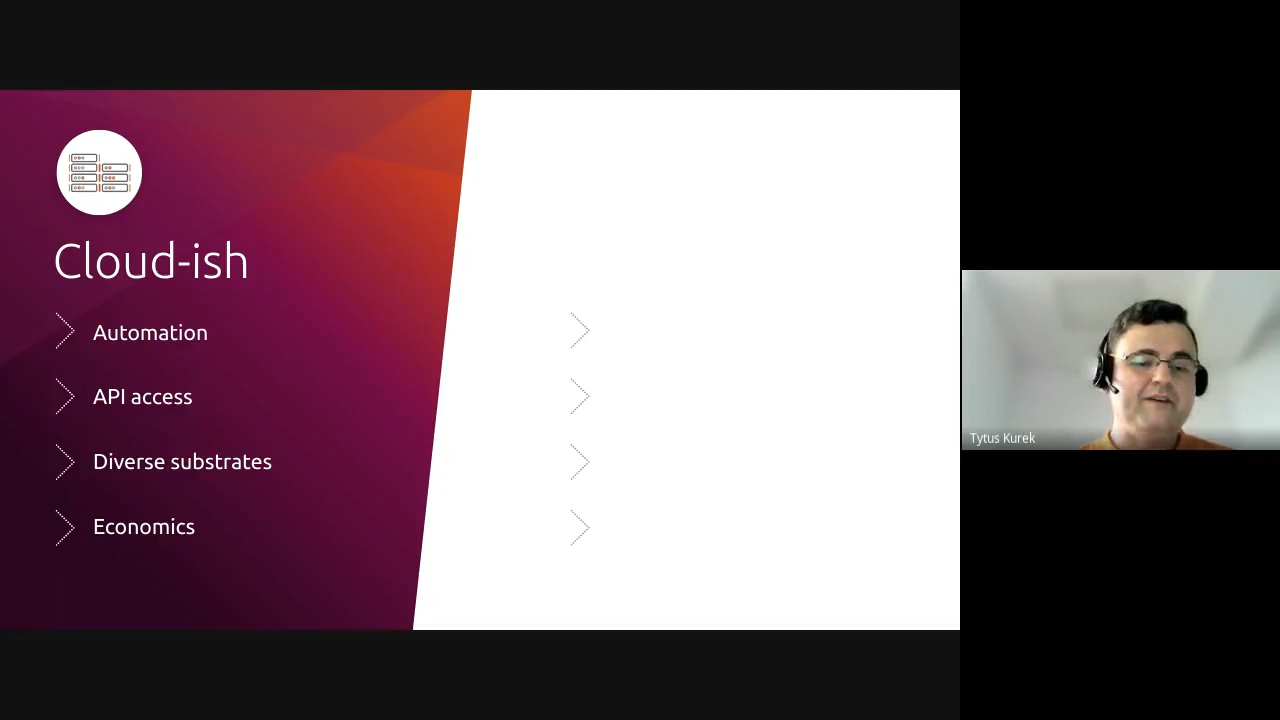 Cloud-ish
Automation
API access
Diverse substrates
Economics
Tytus Kurek